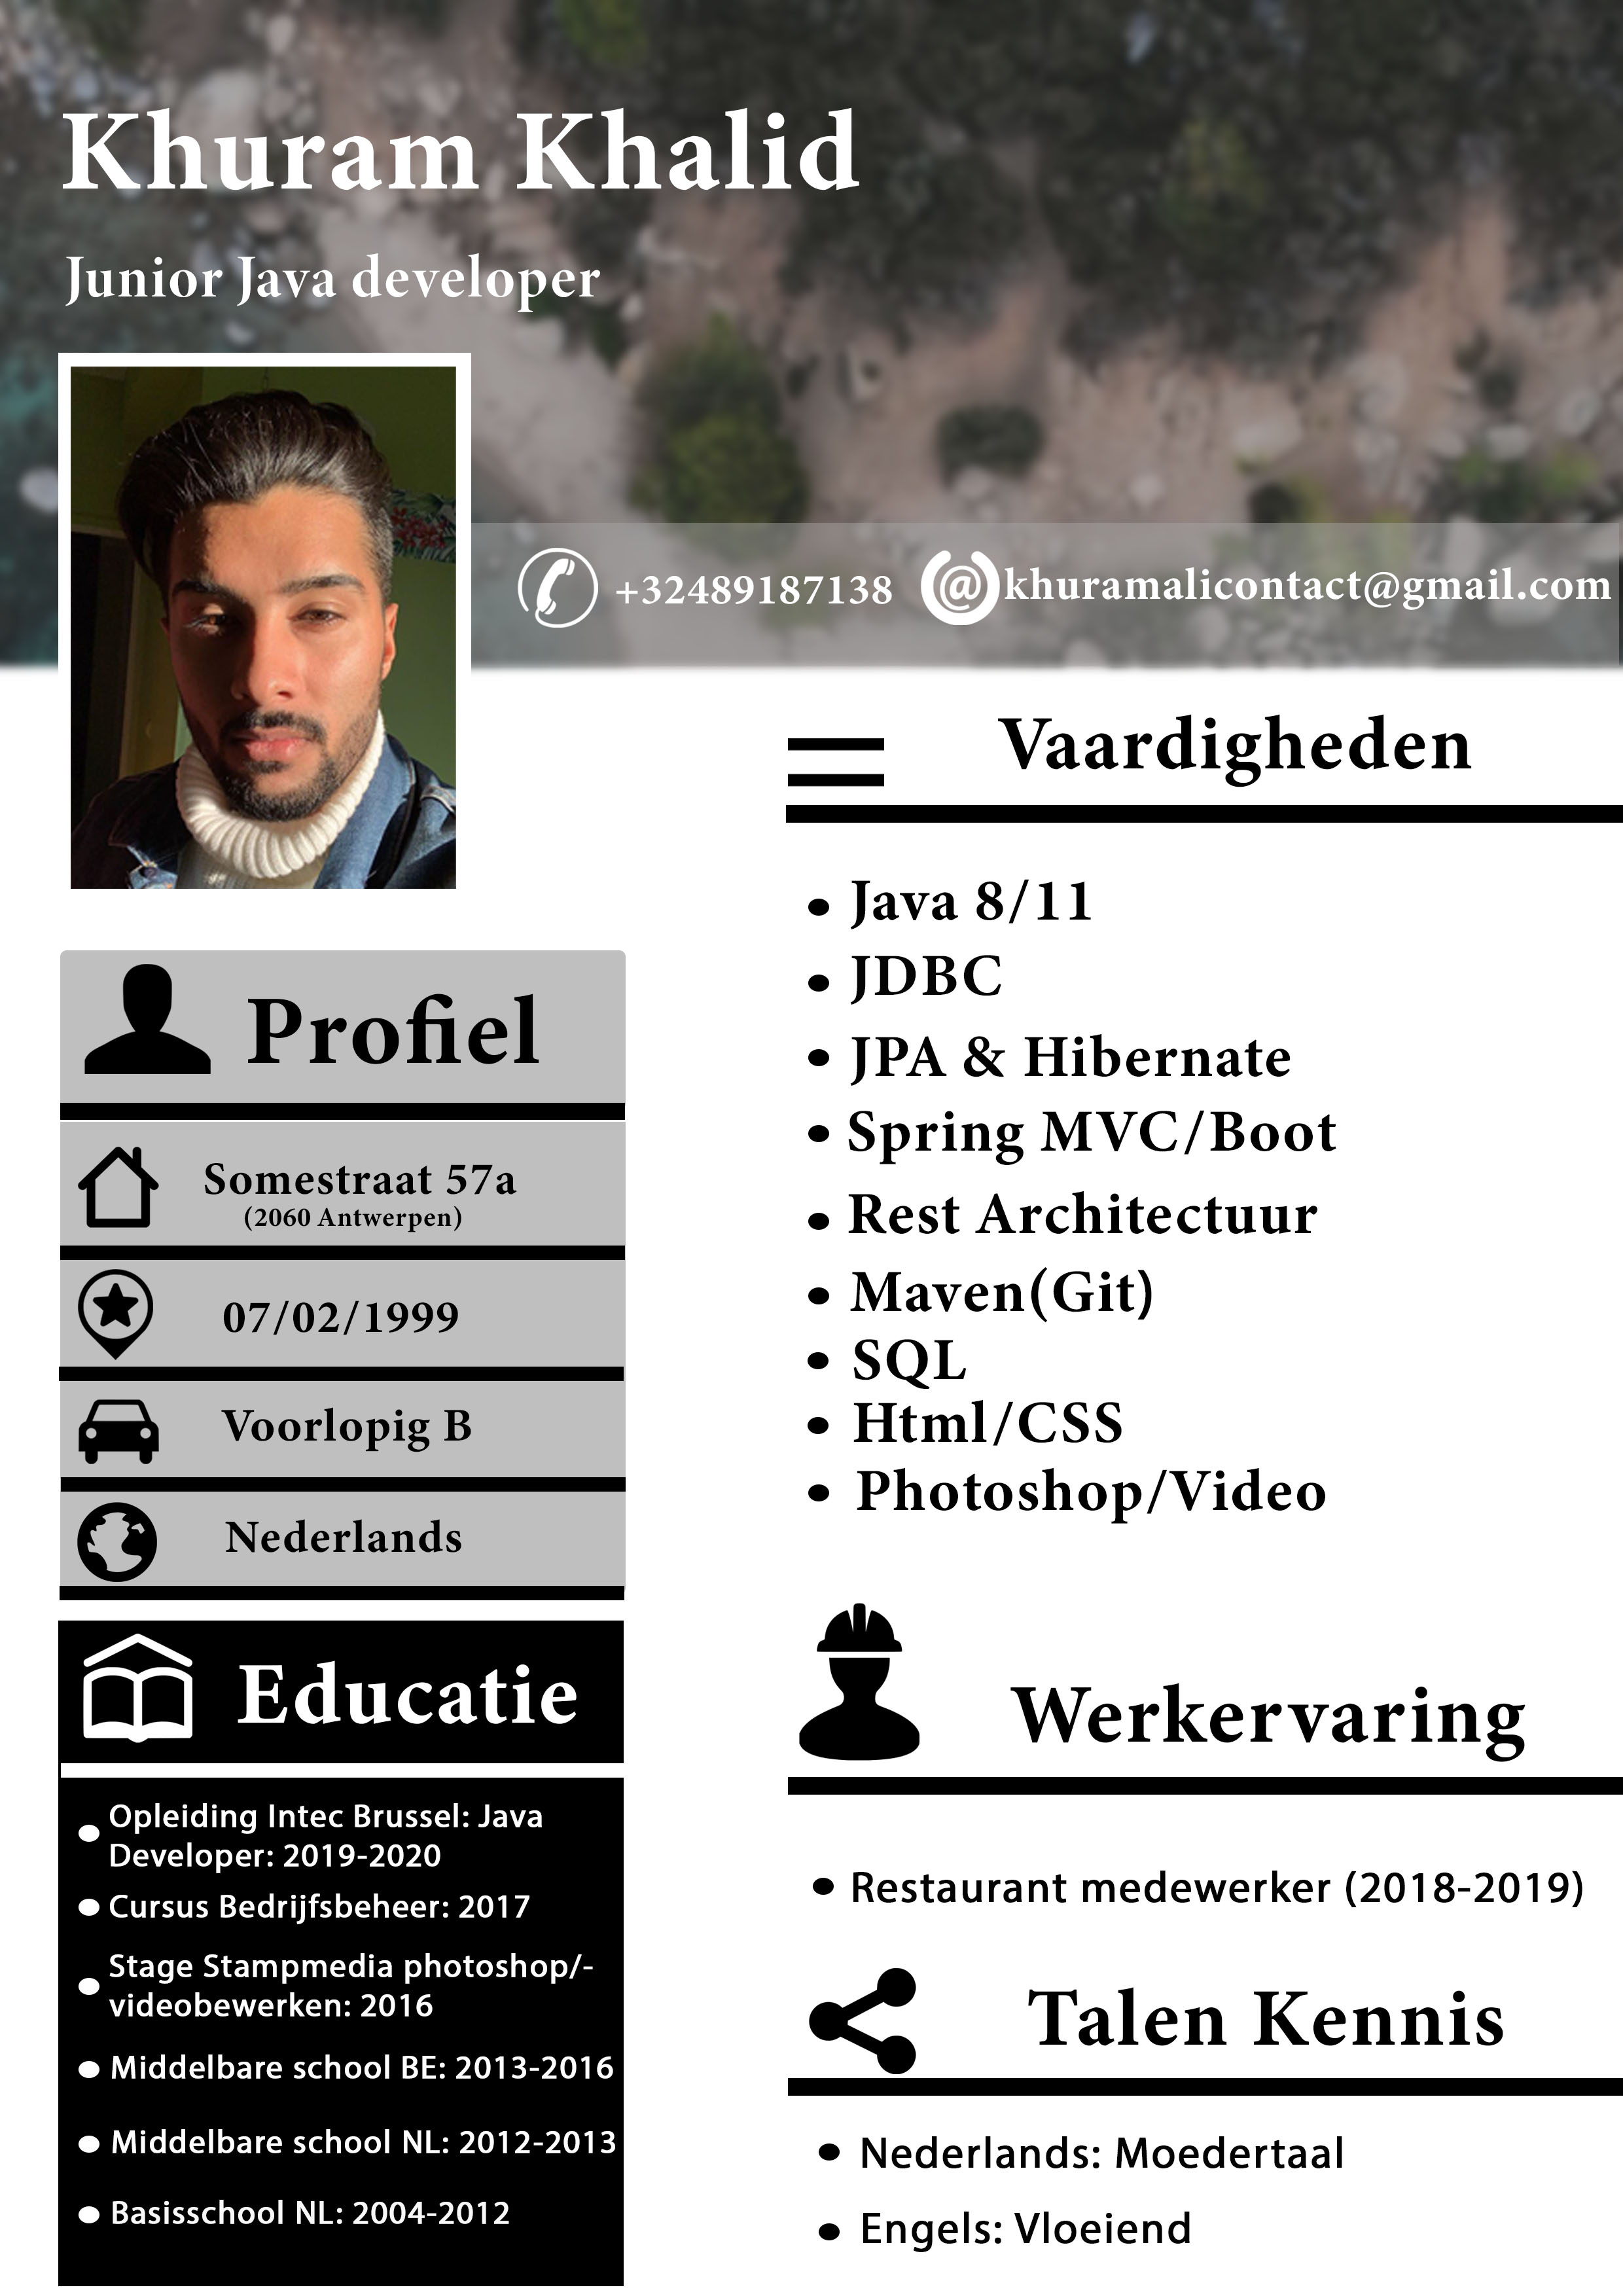 Khuram Khalid
Junior Java developer
+32489187138
@khuramalicontact@gmail.com
Profiel
Somestraat 57a
(2060 Antwerpen)
07/02/1999
Voorlopig B
Nederlands
Educatie
Opleiding Intec Brussel: Java
Developer: 2019-2020
Cursus Bedrijfsbeheer: 2017
Stage Stampmedia photoshop/-
videobewerken: 2016
Middelbare school BE: 2013-2016
Middelbare school NL: 2012-2013
Basisschool NL: 2004-2012
Vaardigheden
Java 8/11
JDBC
JPA & Hibernate
Spring MVC/Boot
Rest Architectuur
Maven(Git)
SQL
Html/CSS
Photoshop/Video
Werkervaring
Restaurant medewerker (2018-2019)
Talen Kennis
Nederlands: Moedertaal
Engels: Vloeiend